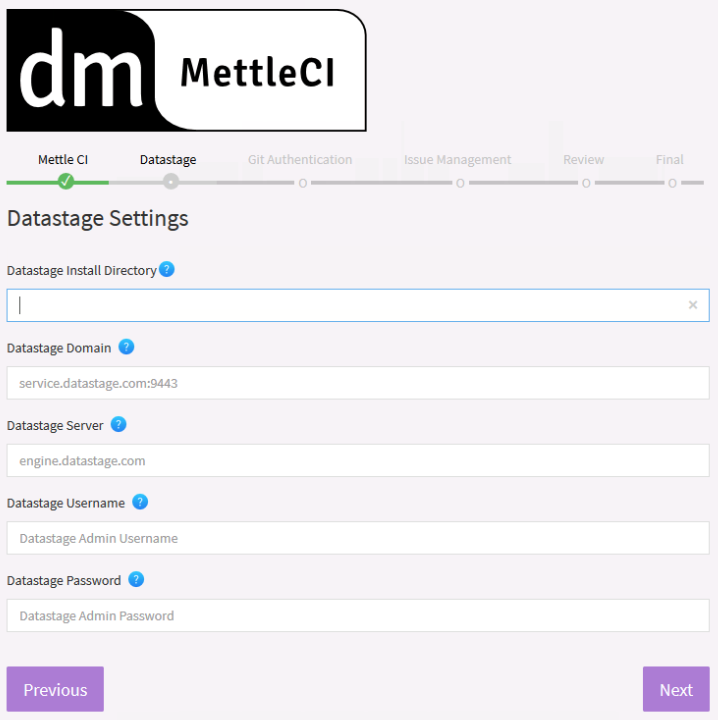 dm MettleCI
Mettle CI Datastage Git Authentication Issue Management Review Final
Datastage Settings
Datastage Install Directory ?
Datastage Domain ?
service.datastage.com:9443
Datastage Server ?
engine.datastage.com
Datastage Username ?
Datastage Admin Username
Datastage Password ?
Datastage Admin Password
Previous Next